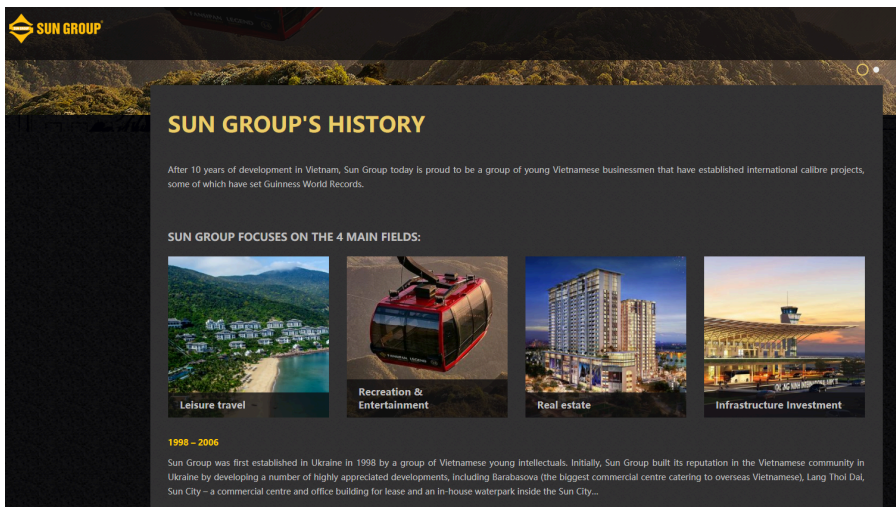 SUN GROUP
SUN GROUP'S HISTORY
After 10 years of development in Vietnam, Sun Group today is proud to be a group of young Vietnamese businessmen that have established international calibre projects,
some of which have set Guinness World Records.
SUN GROUP FOCUSES ON THE 4 MAIN FIELDS:
Leisure travel
Recreation &
Entertainment
Real estate
Infrastructure Investment
1998 – 2006
Sun Group was first established in Ukraine in 1998 by a group of Vietnamese young intellectuals. Initially, Sun Group built its reputation in the Vietnamese community in
Ukraine by developing a number of highly appreciated developments, including Barabasova (the biggest commercial centre catering to overseas Vietnamese), Lang Thoi Dai,
Sun City – a commercial centre and office building for lease and an in-house waterpark inside the Sun City...